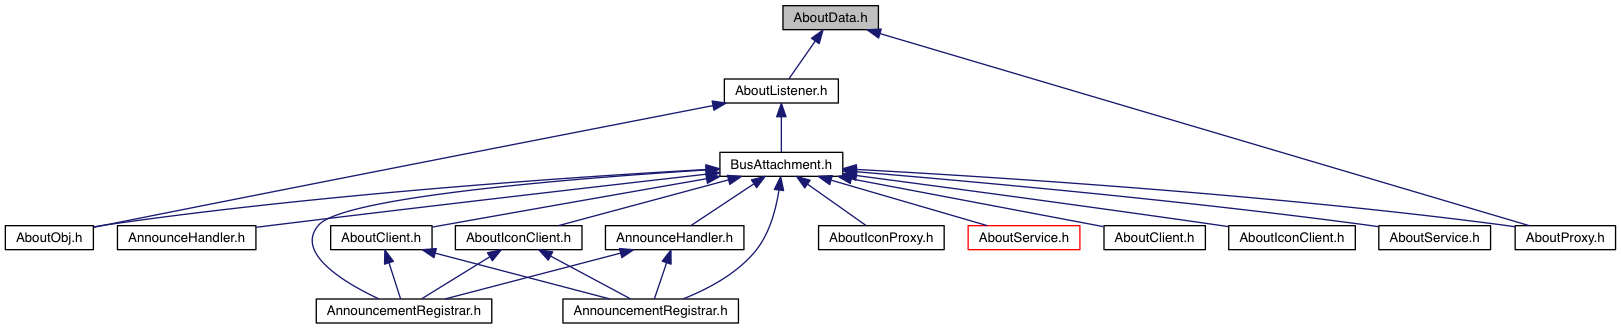 AboutData.h
AboutListener.h
BusAttachment.h
AboutObj.h
AnnounceHandler.h
AboutClient.h
AboutIconClient.h
AnnounceHandler.h
AboutIconProxy.h
AboutService.h
AboutClient.h
AboutIconClient.h
AboutService.h
AboutProxy.h
AnnouncementRegistrar.h
AnnouncementRegistrar.h